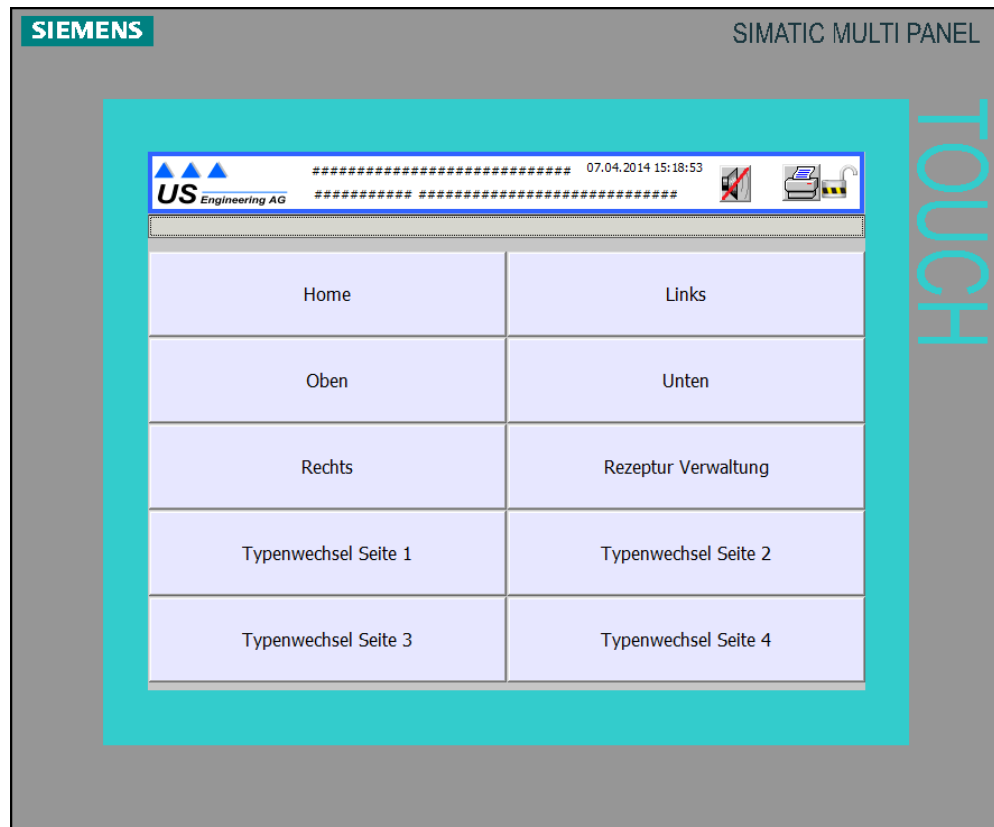 SIEMENS
SIMATIC MULTI PANEL
TOUCH
US Engineering AG
############################# 07.04.2014 15:18:53
########### #############################
Home
Links
Oben
Unten
Rechts
Rezeptur Verwaltung
Typenwechsel Seite 1
Typenwechsel Seite 2
Typenwechsel Seite 3
Typenwechsel Seite 4